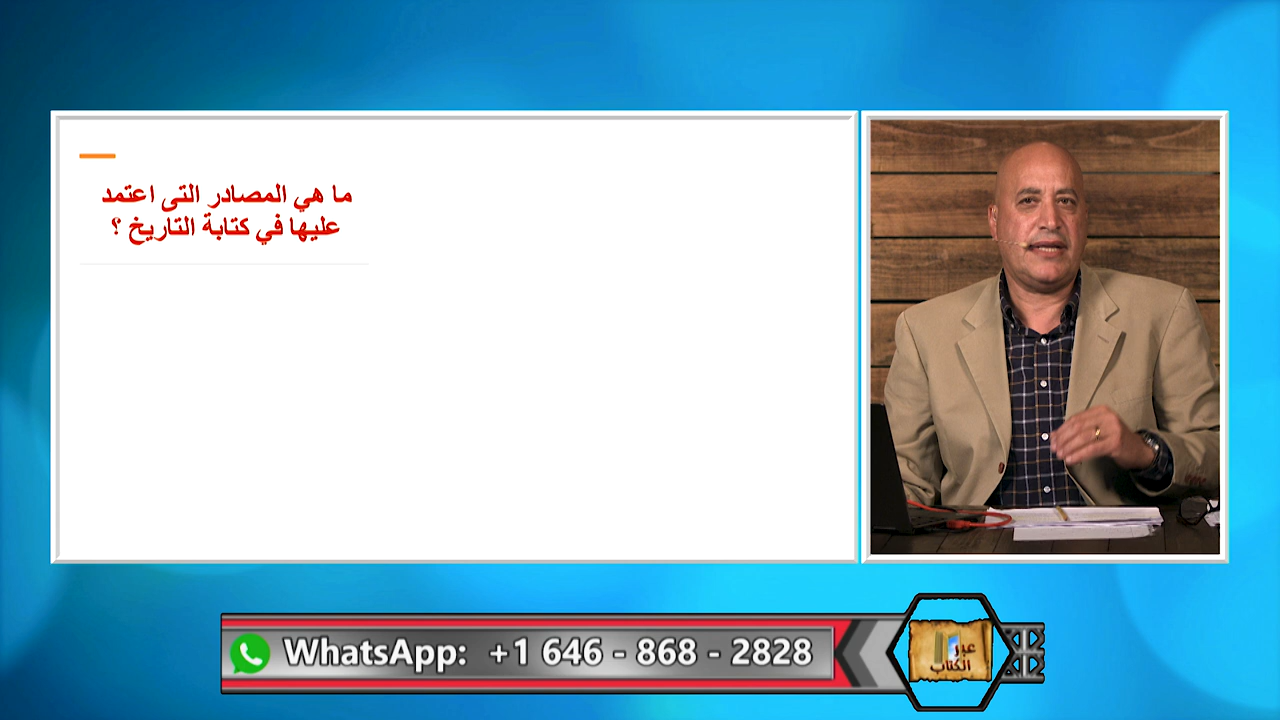 ما هي المصادر التى اعتمد
عليها في كتابة التاريخ ؟
WhatsApp: +1 646 - 868 - 2828
عبر
الكتاب